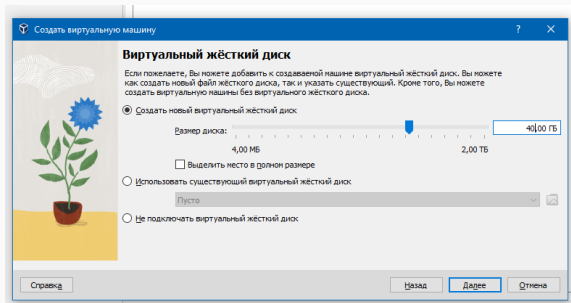 Создать виртуальную машину
Виртуальный жёсткий диск
Если пожелаете, Вы можете добавить к создаваемой машине виртуальный жёсткий диск. Вы можете
как создать новый файл жёсткого диска, так и указать существующий. Кроме того, Вы можете
создать виртуальную машины без виртуального жёсткого диска.
Создать новый виртуальный жёсткий диск
Размер диска: 40,00 ГБ
4,00 МБ 2,00 ТБ
Выделить место в полном размере
Использовать существующий виртуальный жёсткий диск
Пусто
Не подключать виртуальный жёсткий диск
Справка Назад Далее Отмена